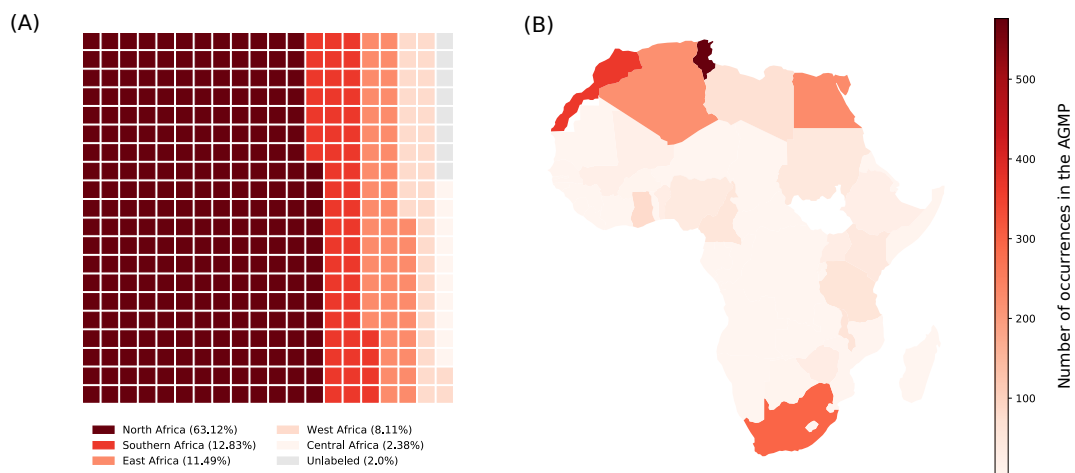 (A)
North Africa (63.12%)
Southern Africa (12.83%)
East Africa (11.49%)
West Africa (8.11%)
Central Africa (2.38%)
Unlabeled (2.0%)
(B)
500
400
300
200
100
Number of occurrences in the AGMP